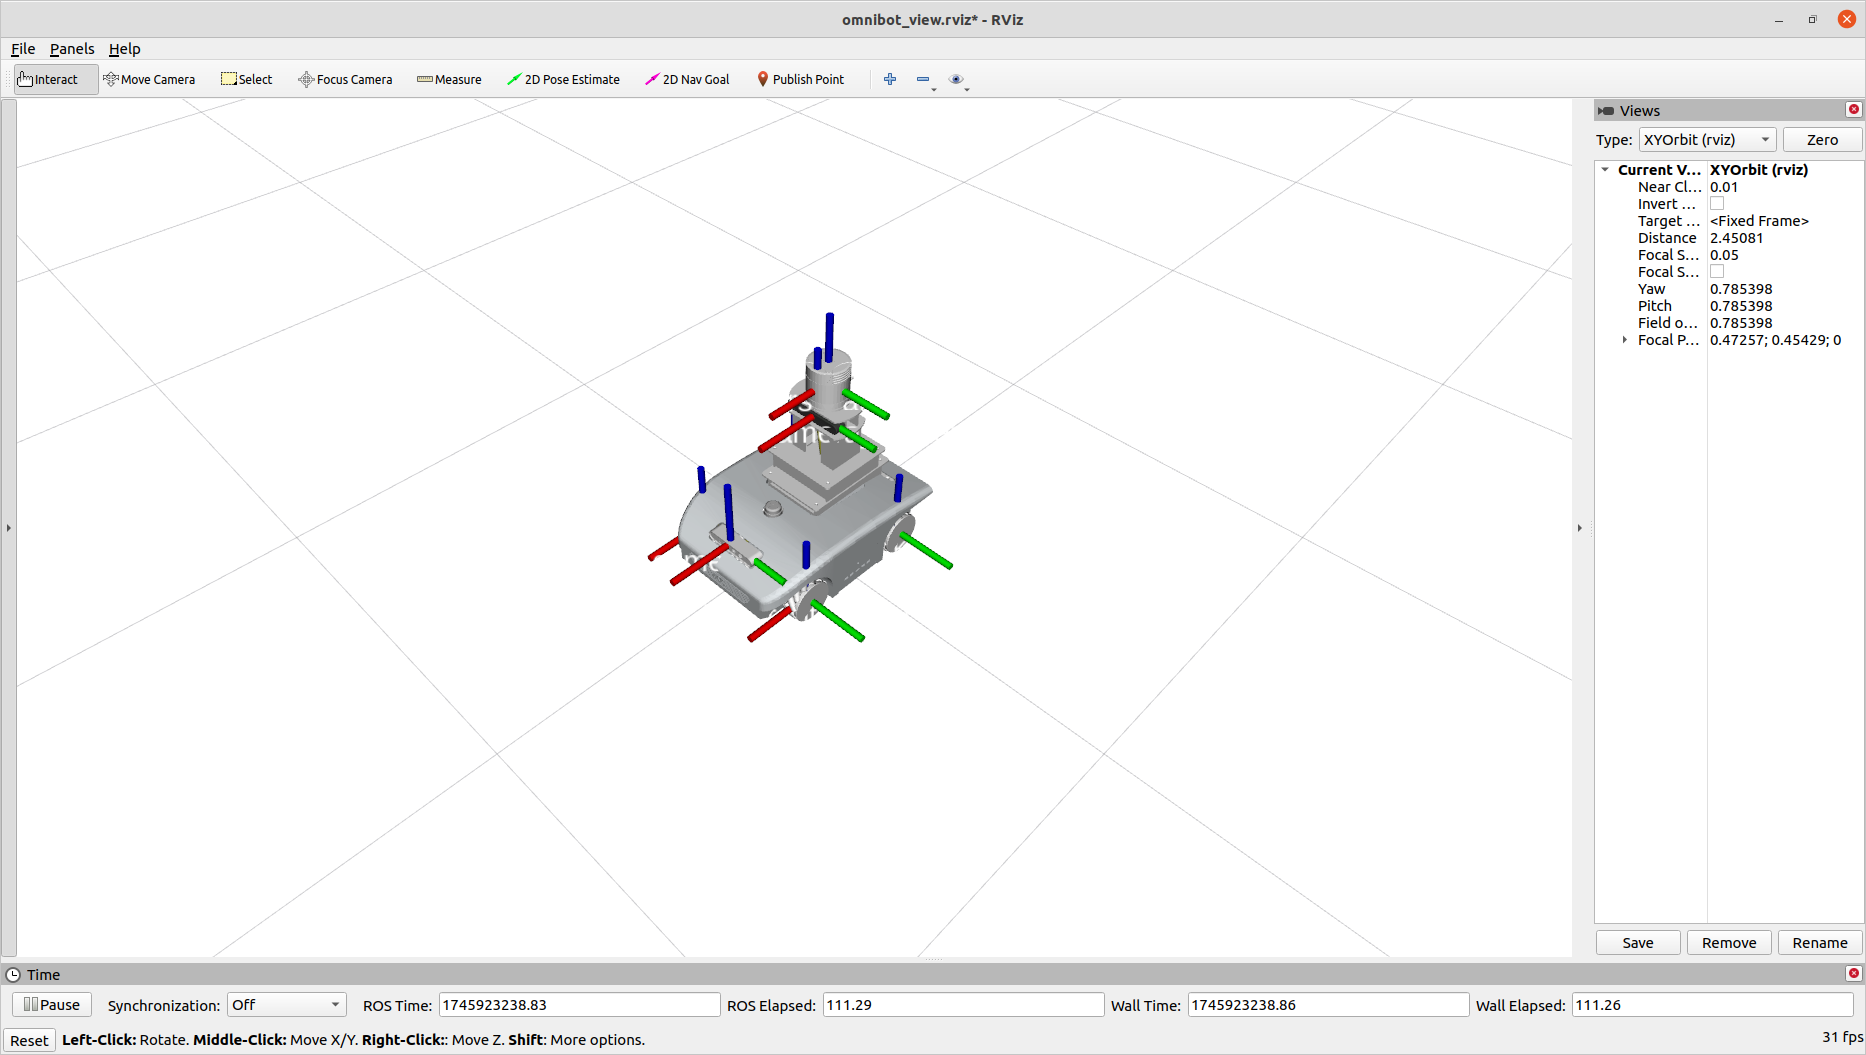 omnibot_view.rviz* - RViz
File Panels Help
Interact Move Camera Select Focus Camera Measure 2D Pose Estimate 2D Nav Goal Publish Point
Views
Type: XYOrbit (rviz) Zero
Current V... XYOrbit (rviz)
Near Cl... 0.01
Invert ...
Target ... <Fixed Frame>
Distance 2.45081
Focal S... 0.05
Focal S...
Yaw 0.785398
Pitch 0.785398
Field o... 0.785398
Focal P... 0.47257; 0.45429; 0
Save Remove Rename
Time
Pause Synchronization: Off ROS Time: 1745923238.83 ROS Elapsed: 111.29 Wall Time: 1745923238.86 Wall Elapsed: 111.26
Reset Left-Click: Rotate. Middle-Click: Move X/Y. Right-Click:: Move Z. Shift: More options. 31 fps